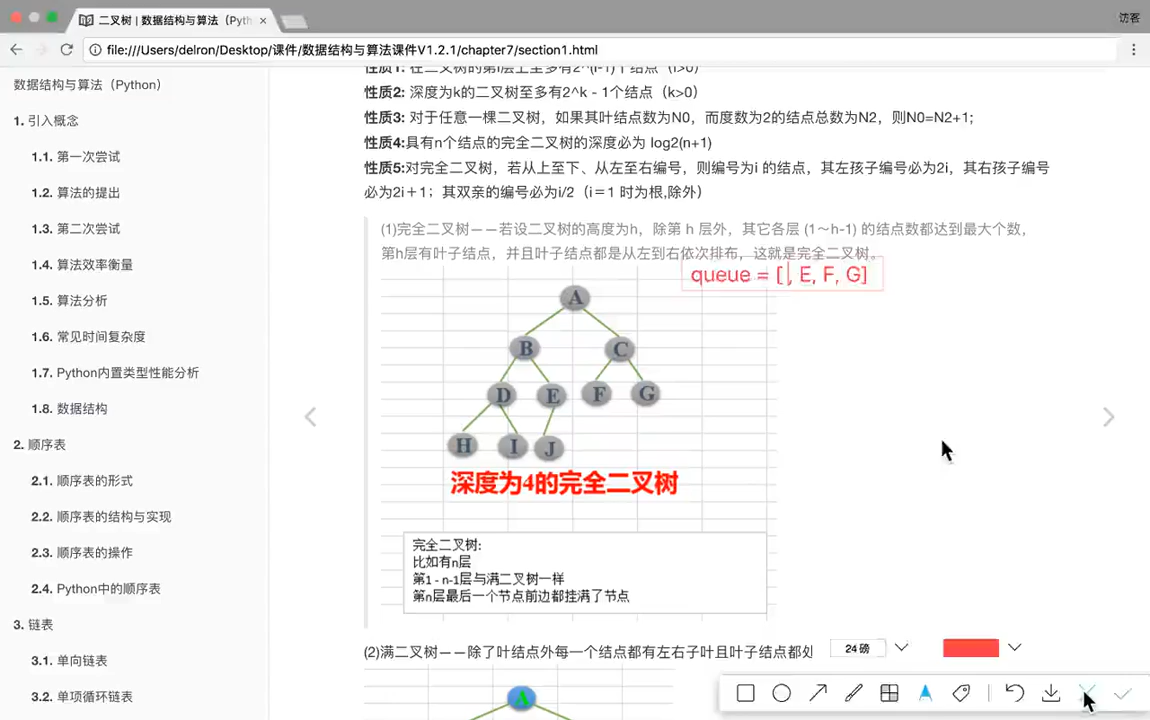 二叉树 | 数据结构与算法（Pyth
访客
file:///Users/delron/Desktop/课件/数据结构与算法课件V1.2.1/chapter7/section1.html
数据结构与算法（Python）
1. 引入概念
1.1. 第一次尝试
1.2. 算法的提出
1.3. 第二次尝试
1.4. 算法效率衡量
1.5. 算法分析
1.6. 常见时间复杂度
1.7. Python内置类型性能分析
1.8. 数据结构
2. 顺序表
2.1. 顺序表的形式
2.2. 顺序表的结构与实现
2.3. 顺序表的操作
2.4. Python中的顺序表
3. 链表
3.1. 单向链表
3.2. 单项循环链表
性质1: 在二叉树的第i层上至多有2^(i-1)个结点（i>0）
性质2: 深度为k的二叉树至多有2^k - 1个结点（k>0）
性质3: 对于任意一棵二叉树，如果其叶结点数为N0，而度数为2的结点总数为N2，则N0=N2+1;
性质4:具有n个结点的完全二叉树的深度必为 log2(n+1)
性质5:对完全二叉树，若从上至下、从左至右编号，则编号为i 的结点，其左孩子编号必为2i，其右孩子编号
必为2i＋1；其双亲的编号必为i/2（i＝1 时为根,除外）
(1)完全二叉树——若设二叉树的高度为h，除第 h 层外，其它各层 (1～h-1) 的结点数都达到最大个数，
第h层有叶子结点，并且叶子结点都是从左到右依次排布，这就是完全二叉树。
queue = [ , E, F, G]
A
B C
D E F G
H I J
深度为4的完全二叉树
完全二叉树:
比如有n层
第1 - n-1层与满二叉树一样
第n层最后一个节点前边都挂满了节点
(2)满二叉树——除了叶结点外每一个结点都有左右子叶且叶子结点都处
24磅
A